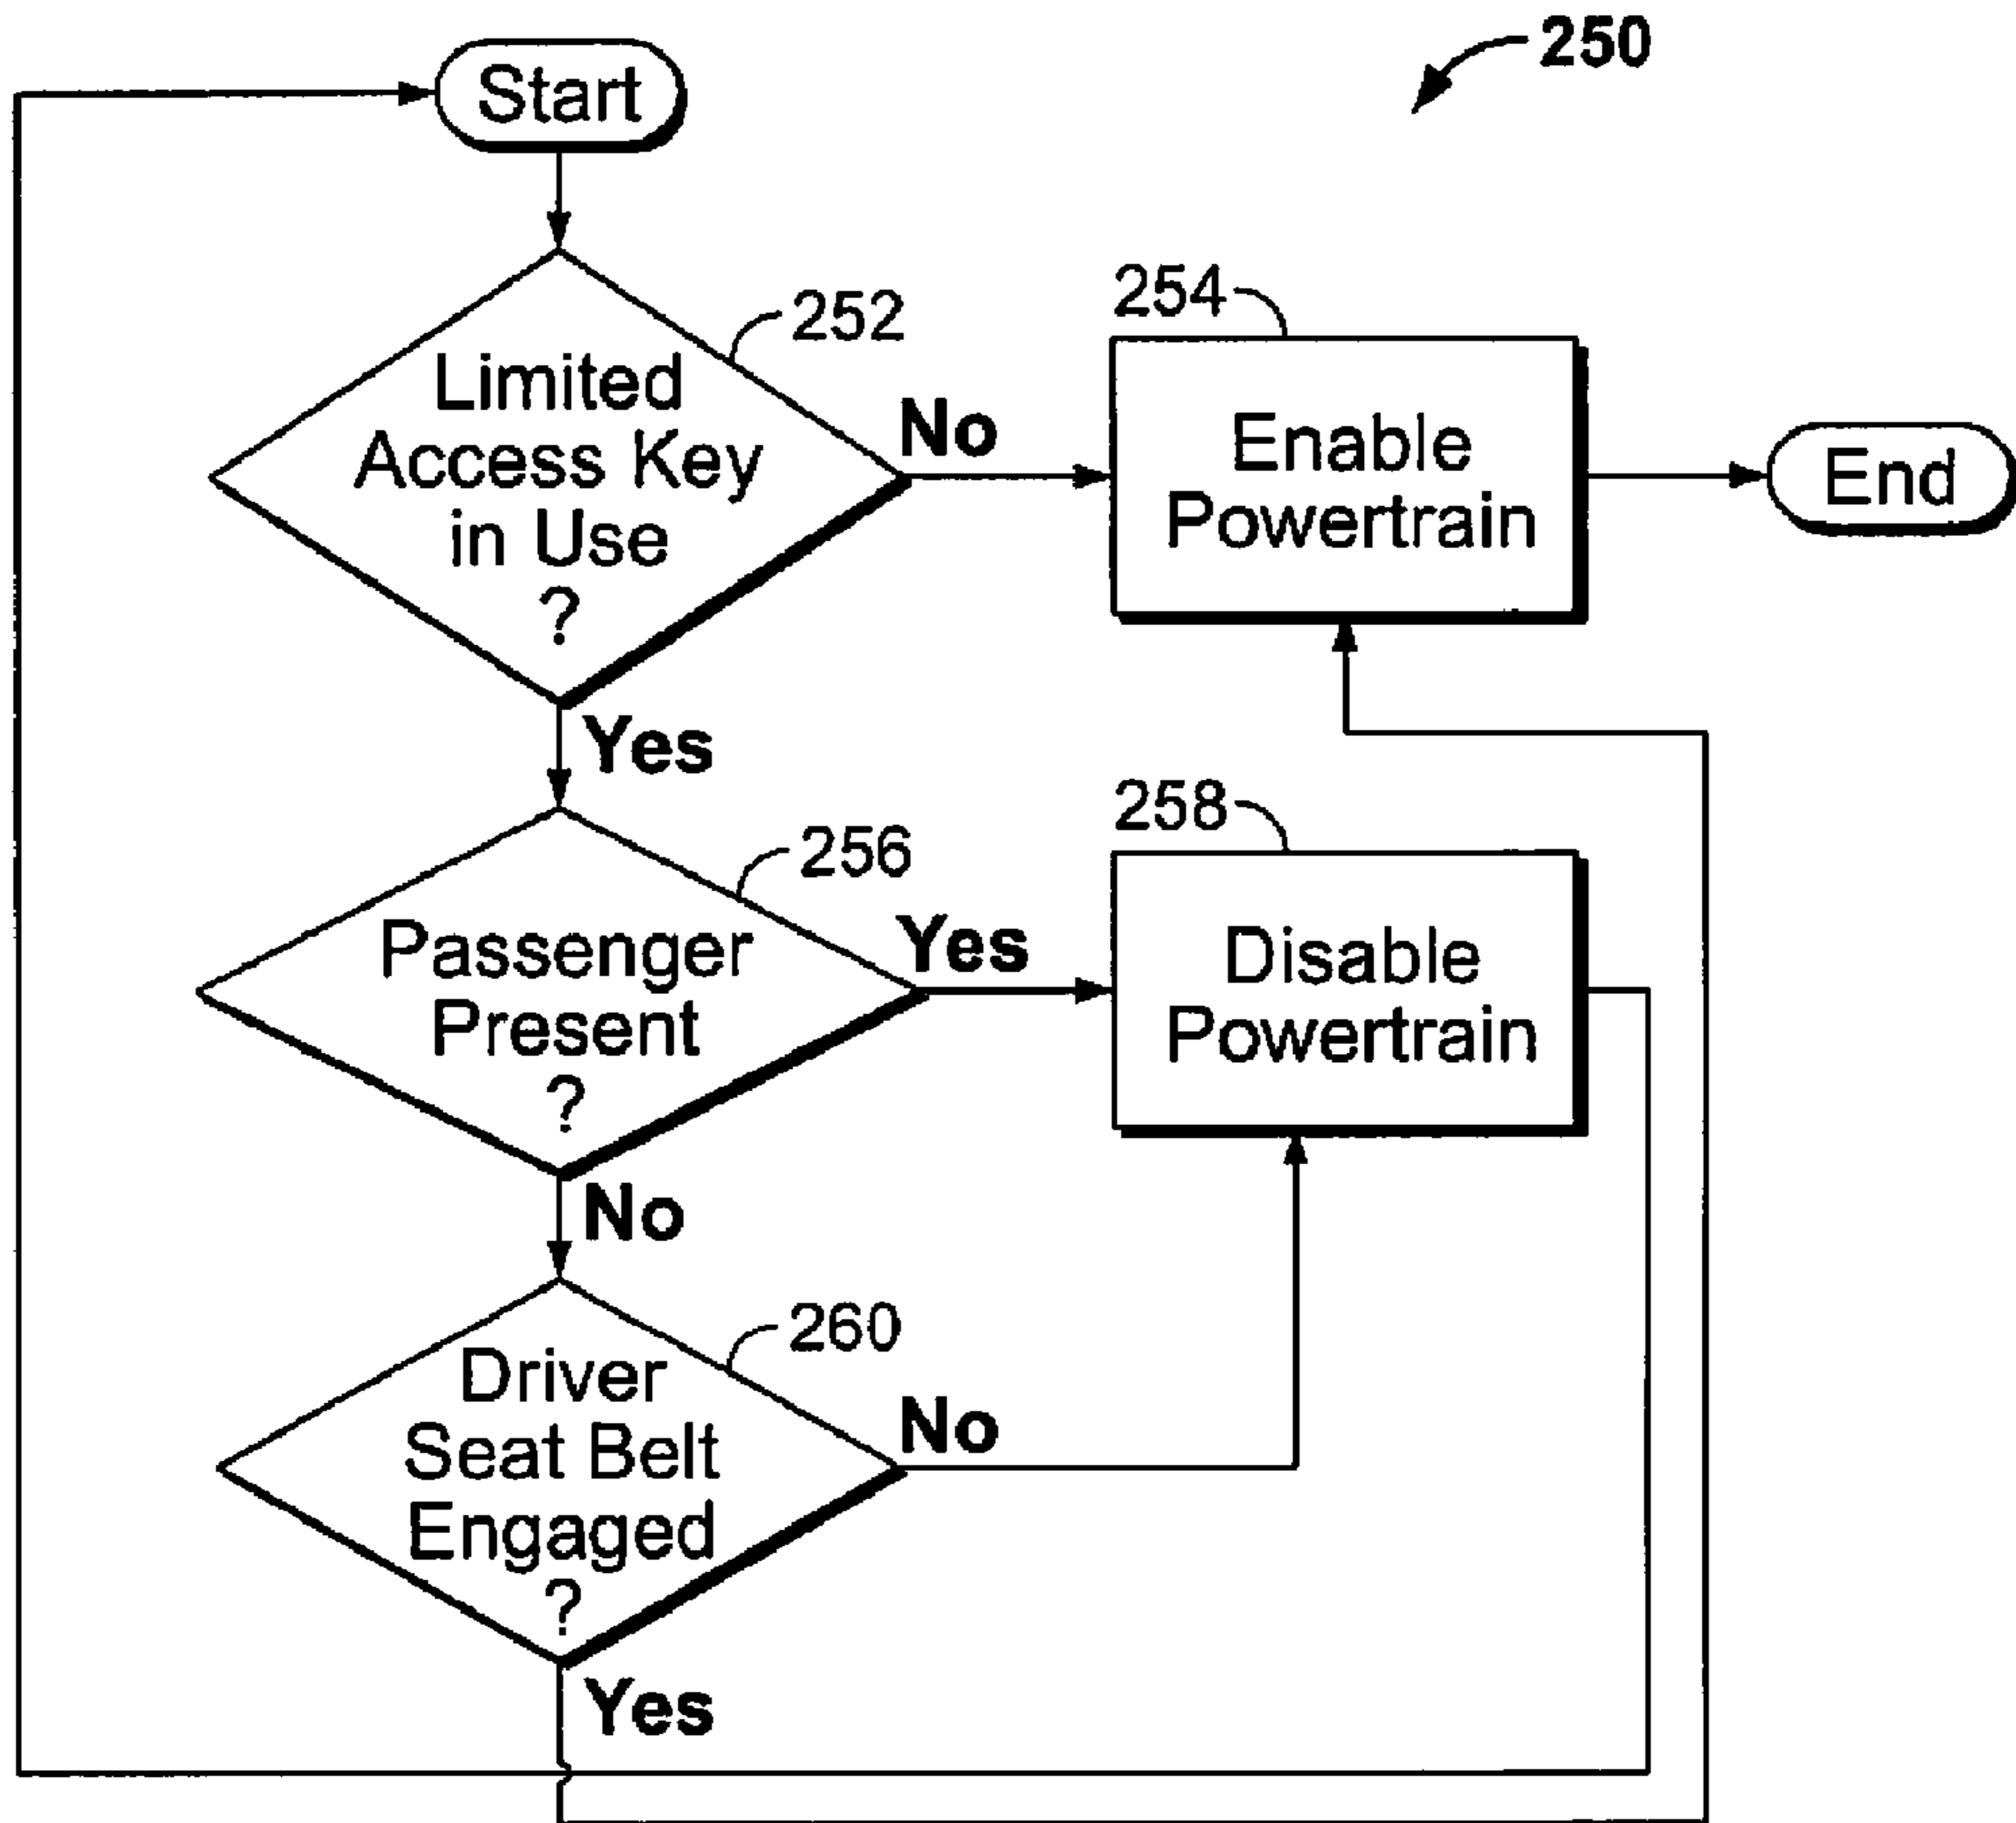 250
Start
252
Limited
Access Key
in Use
?
No
254
Enable
Powertrain
End
Yes
256
Passenger
Present
?
Yes
258
Disable
Powertrain
No
260
Driver
Seat Belt
Engaged
?
No
Yes